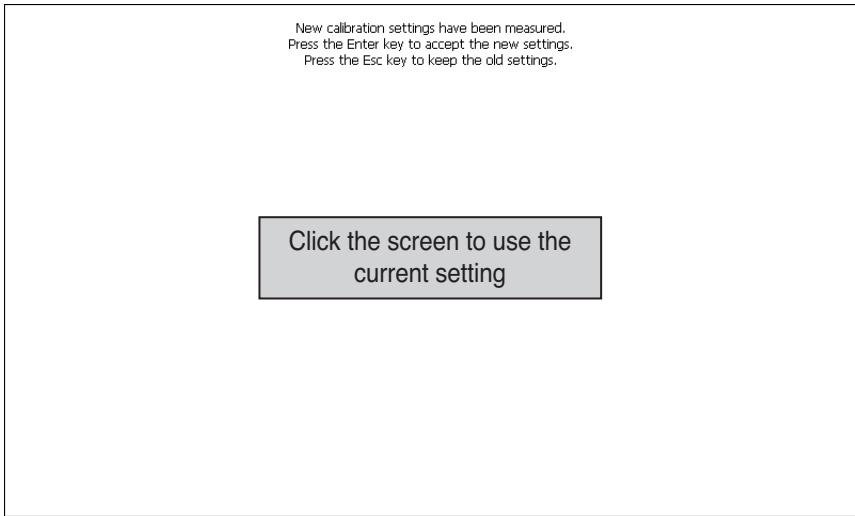 New calibration settings have been measured.
Press the Enter key to accept the new settings.
Press the Esc key to keep the old settings.
Click the screen to use the
current setting